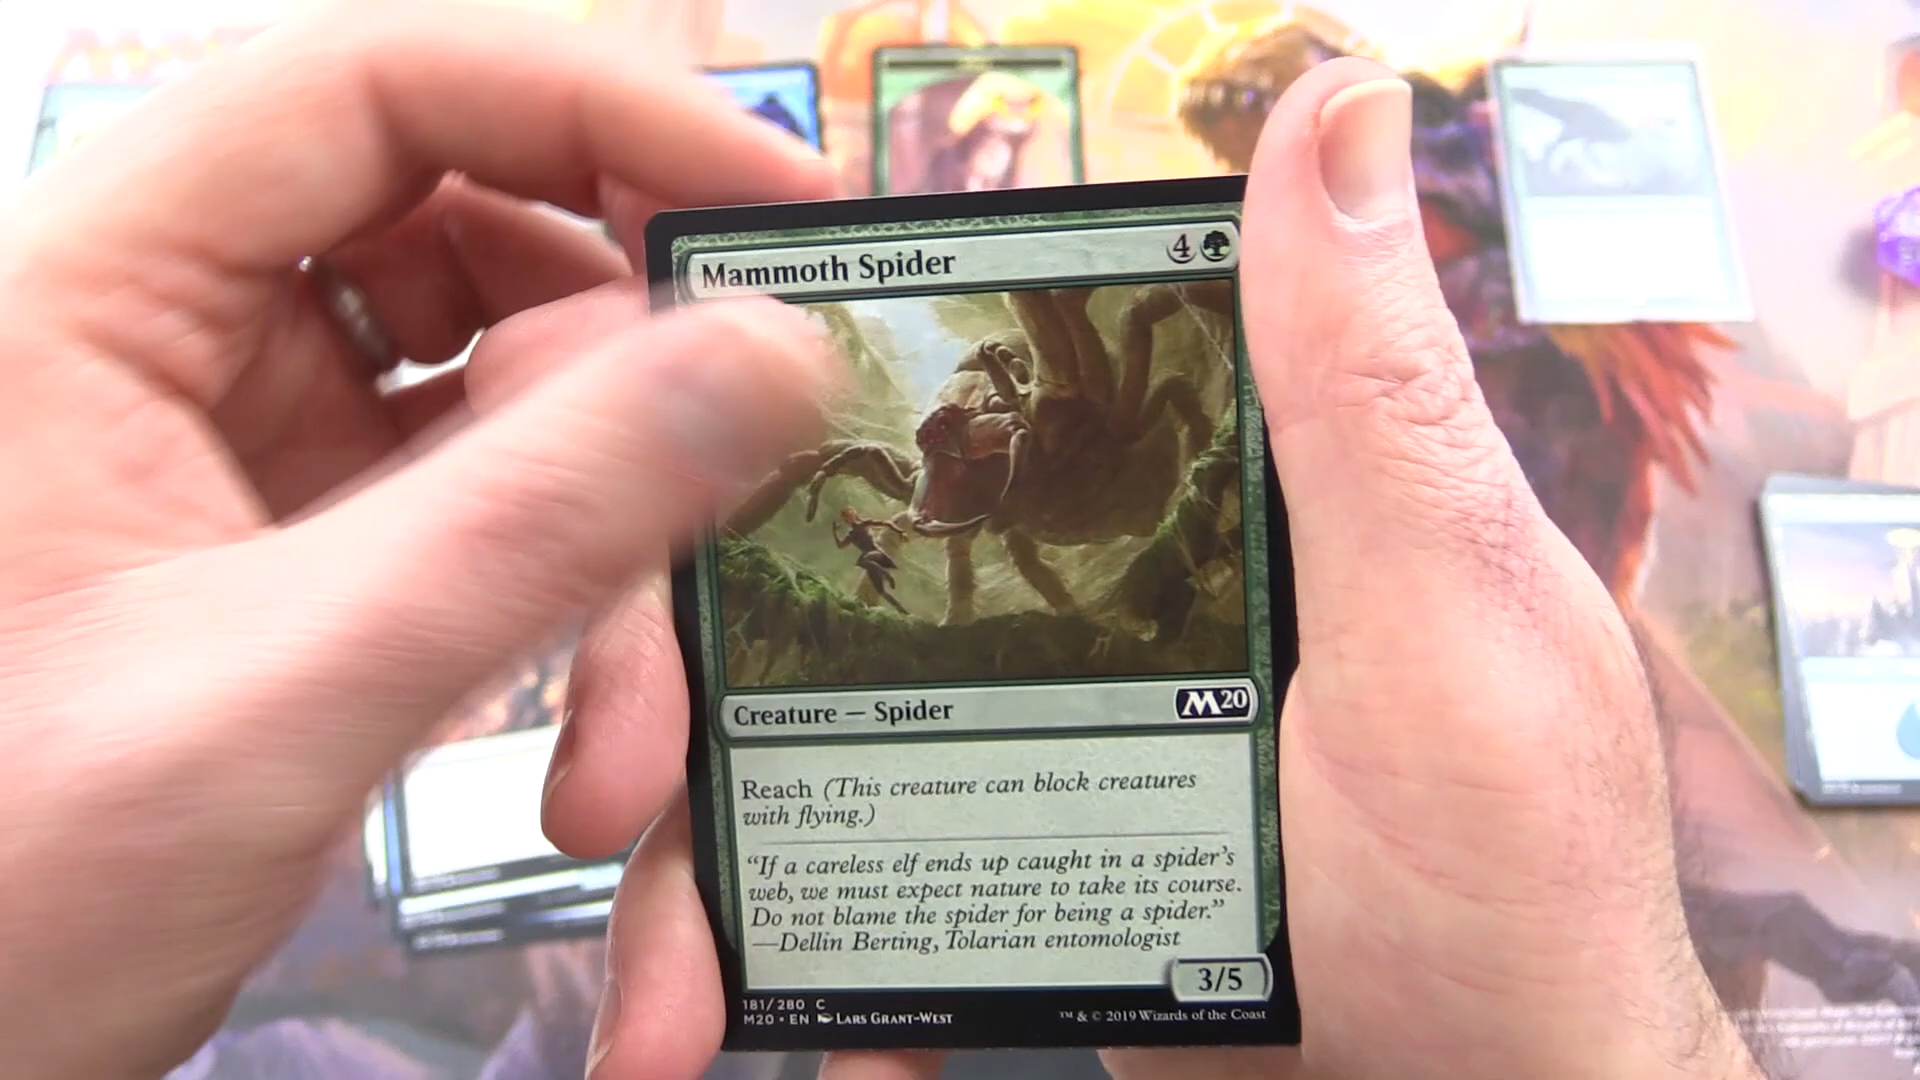 Mammoth Spider 4
Creature — Spider M20
Reach (This creature can block creatures
with flying.)
“If a careless elf ends up caught in a spider’s
web, we must expect nature to take its course.
Do not blame the spider for being a spider.”
—Dellin Berting, Tolarian entomologist
3/5
181/280 C
M20 • EN Lars Grant-West
™ & © 2019 Wizards of the Coast